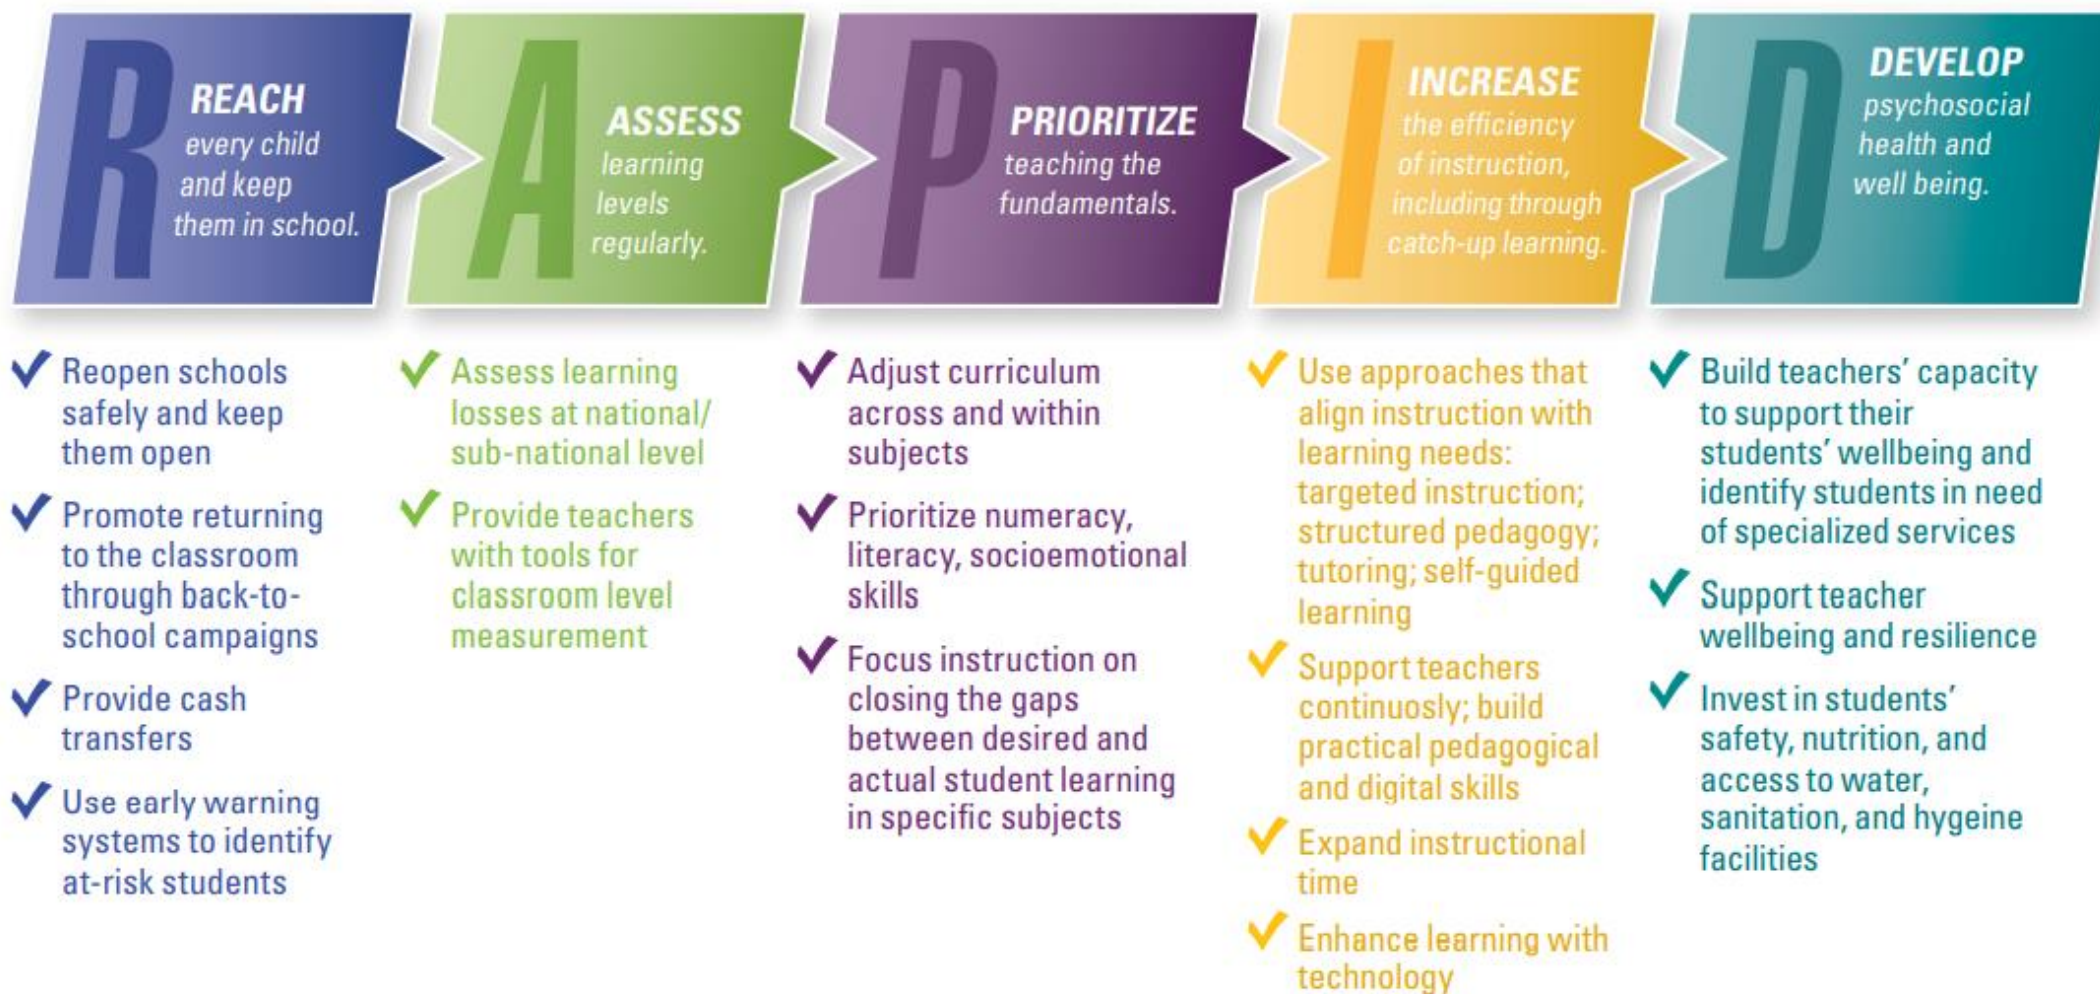 R
REACH
every child
and keep
them in school.
A
ASSESS
learning
levels
regularly.
P
PRIORITIZE
teaching the
fundamentals.
I
INCREASE
the efficiency
of instruction,
including through
catch-up learning.
D
DEVELOP
psychosocial
health and
well being.
Reopen schools
safely and keep
them open
Promote returning
to the classroom
through back-to-
school campaigns
Provide cash
transfers
Use early warning
systems to identify
at-risk students
Assess learning
losses at national/
sub-national level
Provide teachers
with tools for
classroom level
measurement
Adjust curriculum
across and within
subjects
Prioritize numeracy,
literacy, socioemotional
skills
Focus instruction on
closing the gaps
between desired and
actual student learning
in specific subjects
Use approaches that
align instruction with
learning needs:
targeted instruction;
structured pedagogy;
tutoring; self-guided
learning
Support teachers
continuosly; build
practical pedagogical
and digital skills
Expand instructional
time
Enhance learning with
technology
Build teachers’ capacity
to support their
students’ wellbeing and
identify students in need
of specialized services
Support teacher
wellbeing and resilience
Invest in students’
safety, nutrition, and
access to water,
sanitation, and hygeine
facilities